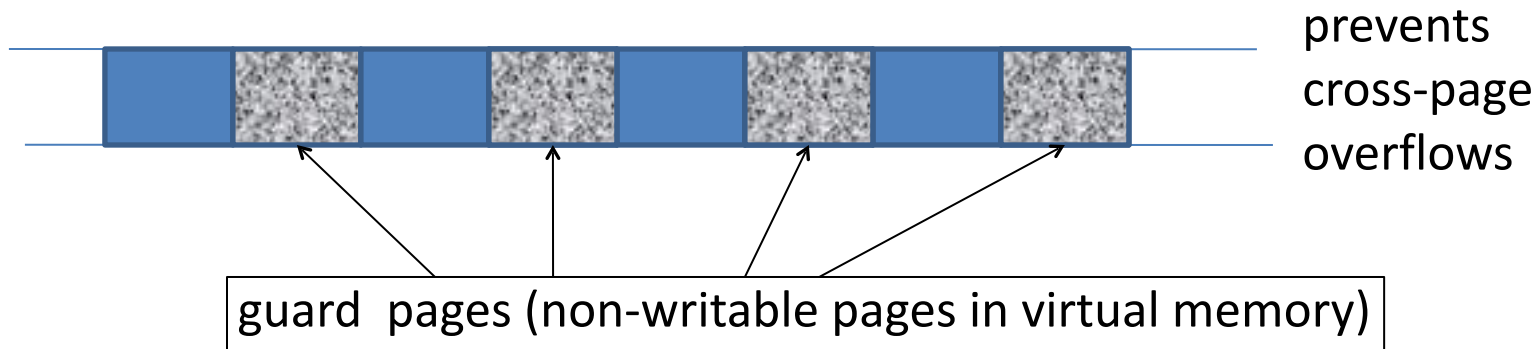 prevents
cross-page
overflows
guard pages (non-writable pages in virtual memory)